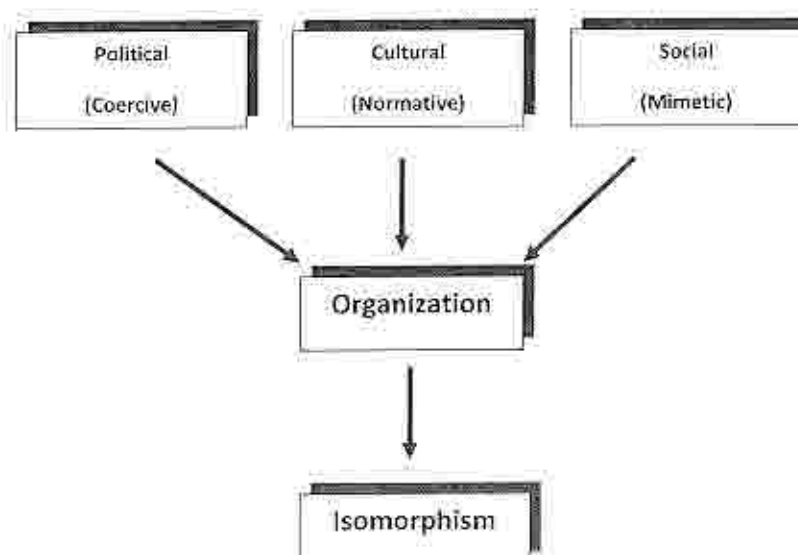 Political
(Coercive)
Cultural
(Normative)
Social
(Mimetic)
Organization
Isomorphism